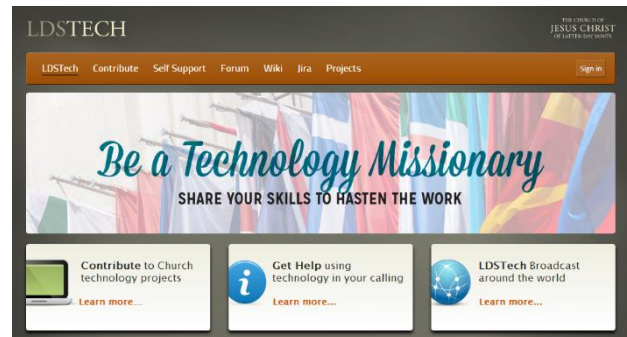 LDSTECH
THE CHURCH OF
JESUS CHRIST
OF LATTER-DAY SAINTS
LDSTech Contribute Self Support Forum Wiki Jira Projects Sign in
Be a Technology Missionary
SHARE YOUR SKILLS TO HASTEN THE WORK
Contribute to Church
technology projects
Learn more...
Get Help using
technology in your calling
Learn more...
LDSTech Broadcast
around the world
Learn more...